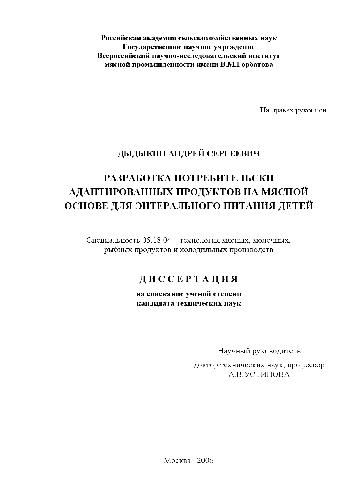 Российская академия сельскохозяйственных наук
Государственное научное учреждение
Всероссийский научно-исследовательский институт
мясной промышленности имени В.М.Горбатова
На правах рукописи
ДЫДЫКИН АНДРЕЙ СЕРГЕЕВИЧ
РАЗРАБОТКА ПОТРЕБИТЕЛЬСКИ
АДАПТИРОВАННЫХ ПРОДУКТОВ НА МЯСНОЙ
ОСНОВЕ ДЛЯ ЭНТЕРАЛЬНОГО ПИТАНИЯ ДЕТЕЙ
Специальность 05.18.04 – технология мясных, молочных,
рыбных продуктов и холодильных производств
ДИССЕРТАЦИЯ
на соискание ученой степени
кандидата технических наук
Научный руководитель
доктор технических наук, профессор
А.В.УСТИНОВА
Москва -